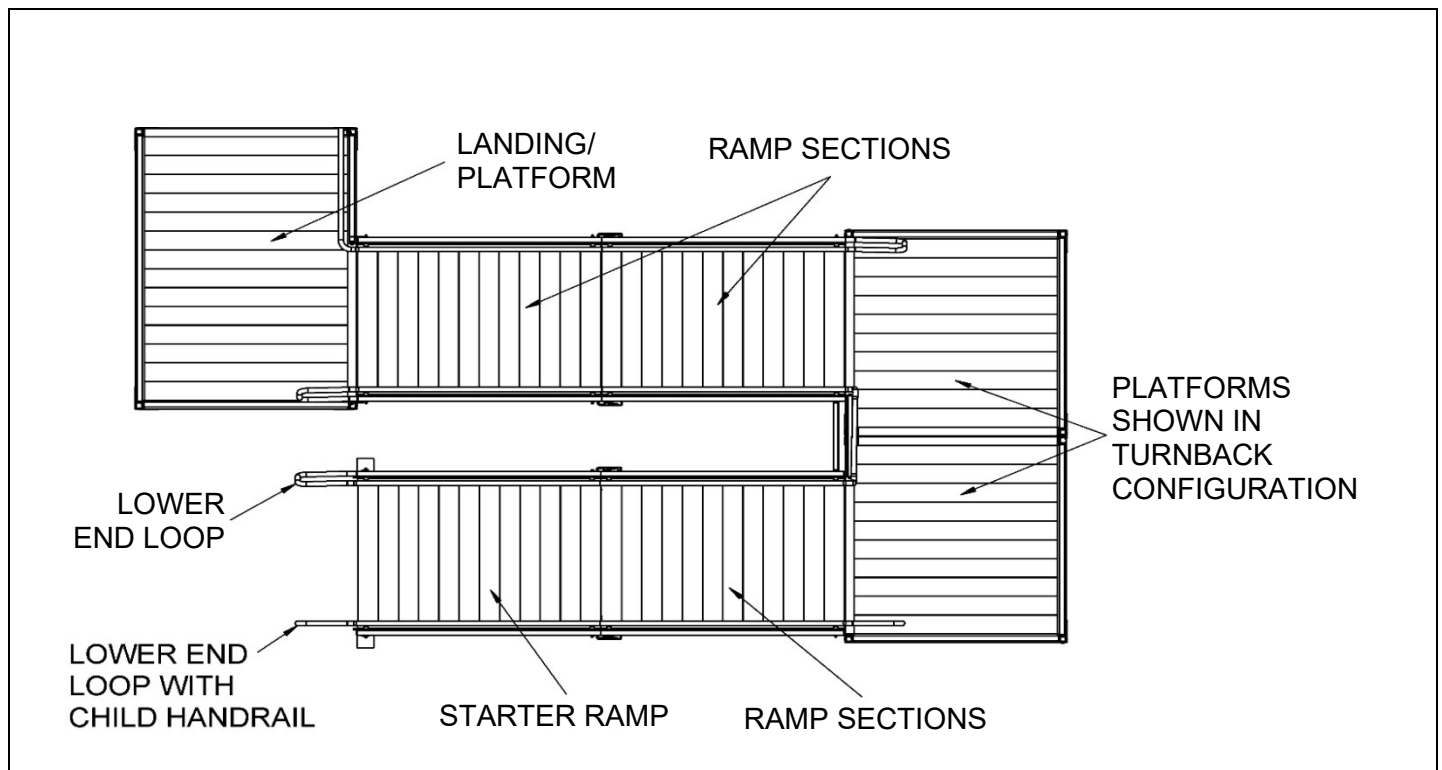 LANDING/
PLATFORM
RAMP SECTIONS
PLATFORMS
SHOWN IN
TURNBACK
CONFIGURATION
LOWER
END LOOP
LOWER END
LOOP WITH
CHILD HANDRAIL
STARTER RAMP
RAMP SECTIONS